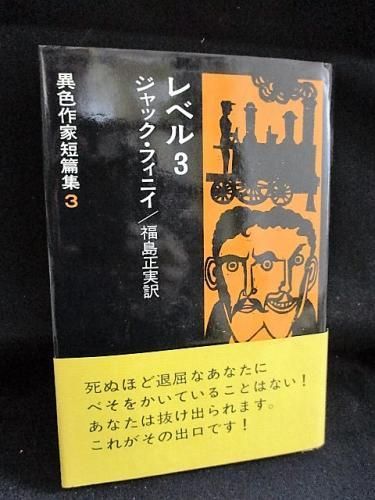 レベル3
ジャック・フィニイ/福島正実訳
異色作家短篇集3
死ぬほど退屈なあなたに
べそをかいていることはない!
あなたは抜け出られます。
これがその出口です!